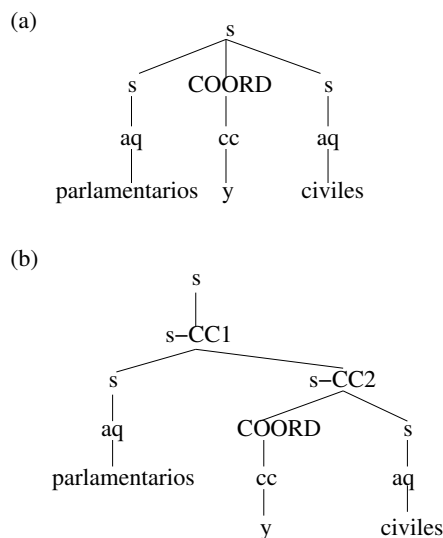 (a)
s
s COORD s
aq cc aq
parlamentarios y civiles
(b)
s
s−CC1
s s−CC2
aq COORD s
parlamentarios cc aq
y civiles